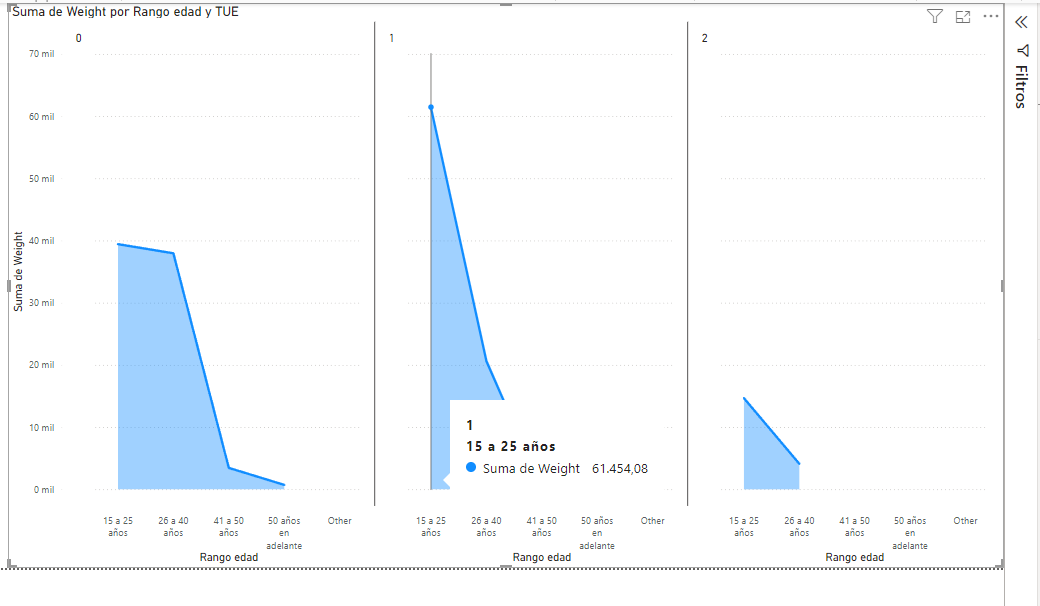 Suma de Weight por Rango edad y TUE
0
1
2
70 mil
60 mil
50 mil
40 mil
30 mil
20 mil
10 mil
0 mil
Suma de Weight
15 a 25
años
26 a 40
años
41 a 50
años
50 años
en
adelante
Other
Rango edad
1
15 a 25 años
Suma de Weight 61.454,08
15 a 25
años
26 a 40
años
41 a 50
años
50 años
en
adelante
Other
Rango edad
15 a 25
años
26 a 40
años
41 a 50
años
50 años
en
adelante
Other
Rango edad
Filtros